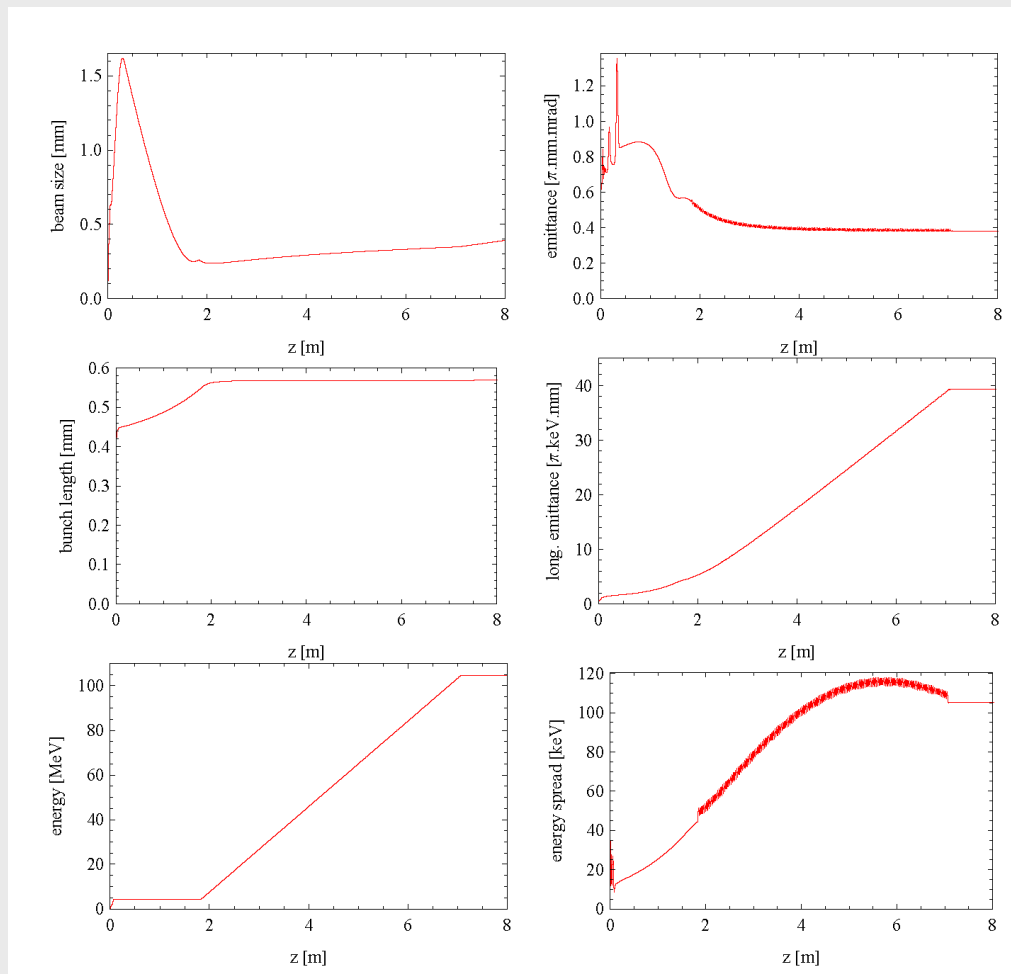 beam size [mm]
1.5
1.0
0.5
0.0
0 2 4 6 8
z [m]
emittance [π.mm.mrad]
1.2
1.0
0.8
0.6
0.4
0.2
0.0
0 2 4 6 8
z [m]
bunch length [mm]
0.6
0.5
0.4
0.3
0.2
0.1
0.0
0 2 4 6 8
z [m]
long. emittance [π.keV.mm]
40
30
20
10
0
0 2 4 6 8
z [m]
energy [MeV]
100
80
60
40
20
0
0 2 4 6 8
z [m]
energy spread [keV]
120
100
80
60
40
20
0
0 2 4 6 8
z [m]